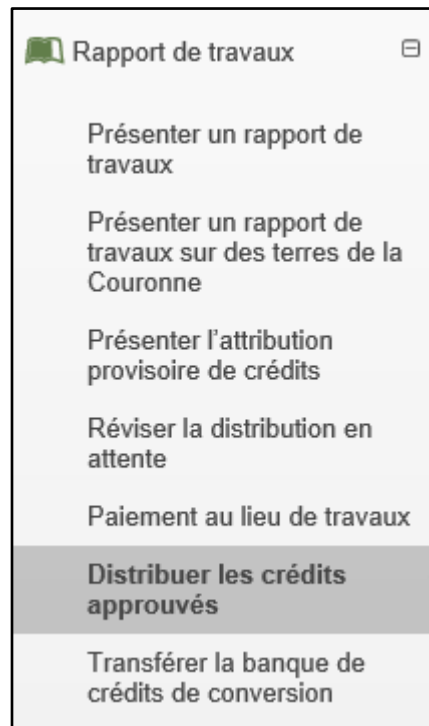 Rapport de travaux
Présenter un rapport de
travaux
Présenter un rapport de
travaux sur des terres de la
Couronne
Présenter l'attribution
provisoire de crédits
Réviser la distribution en
attente
Paiement au lieu de travaux
Distribuer les crédits
approuvés
Transférer la banque de
crédits de conversion